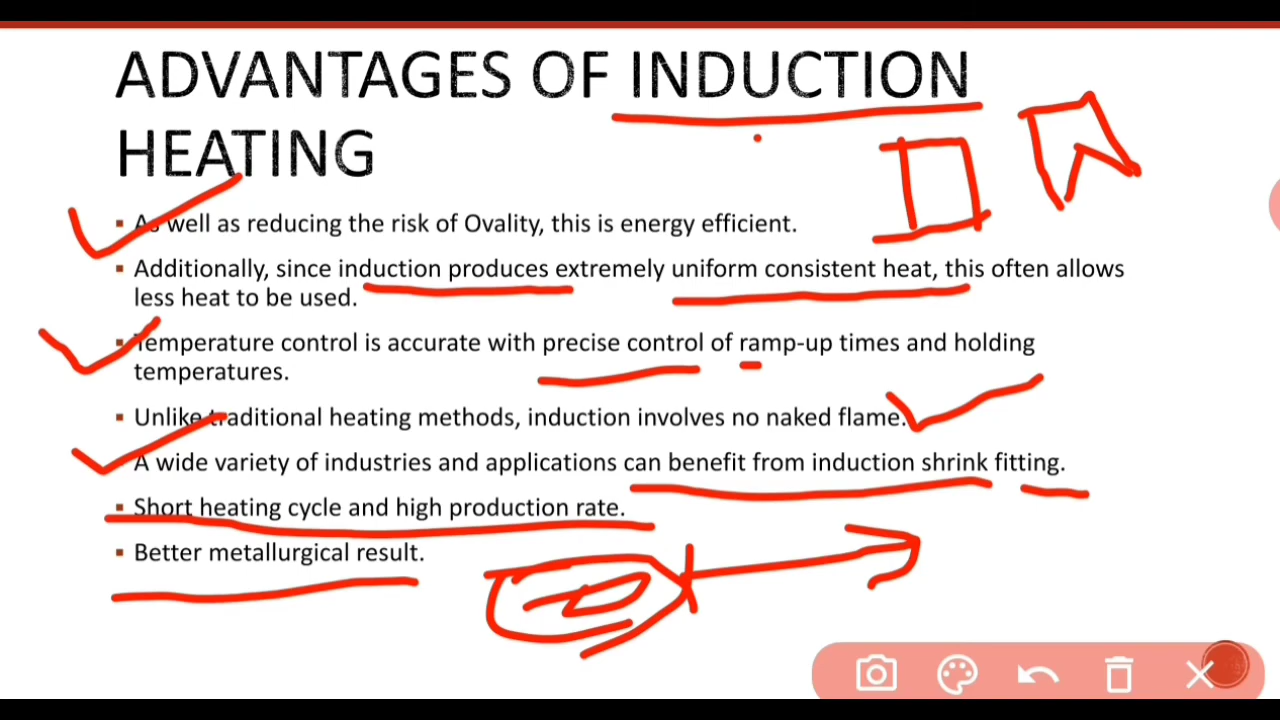 ADVANTAGES OF INDUCTION
HEATING
▪ As well as reducing the risk of Ovality, this is energy efficient.
▪ Additionally, since induction produces extremely uniform consistent heat, this often allows
less heat to be used.
▪ Temperature control is accurate with precise control of ramp-up times and holding
temperatures.
▪ Unlike traditional heating methods, induction involves no naked flame.
▪ A wide variety of industries and applications can benefit from induction shrink fitting.
▪ Short heating cycle and high production rate.
▪ Better metallurgical result.